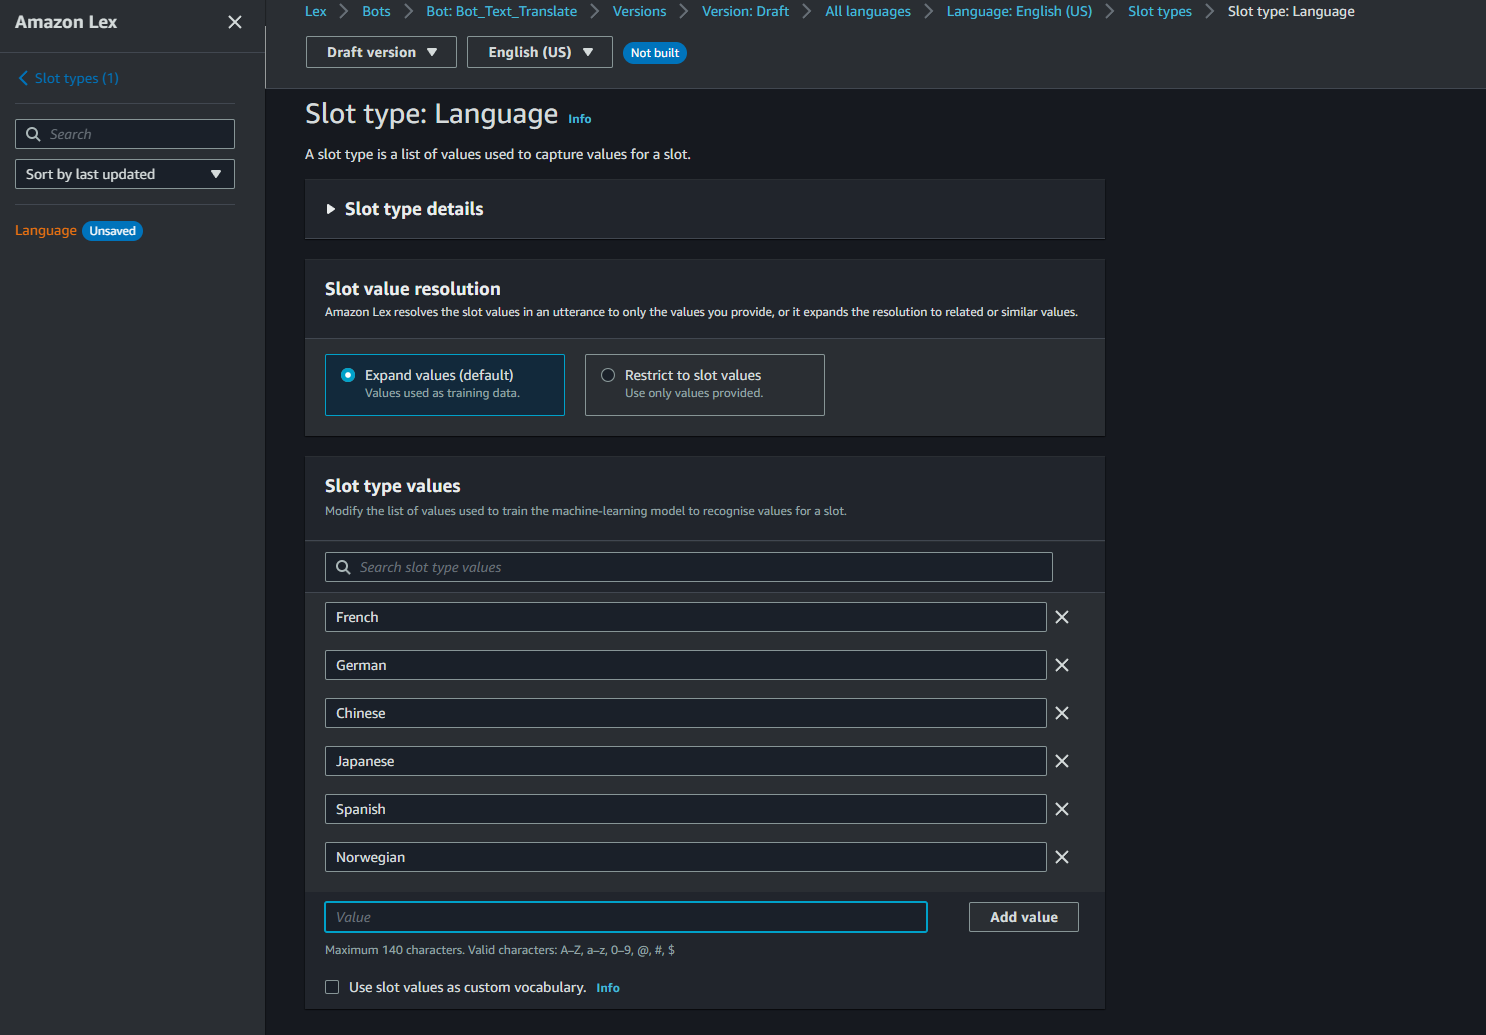 Amazon Lex
Slot types (1)
Search
Sort by last updated
Language Unsaved
Lex Bots Bot: Bot_Text_Translate Versions Version: Draft All languages Language: English (US) Slot types Slot type: Language
Draft version English (US) Not built
Slot type: Language Info
A slot type is a list of values used to capture values for a slot.
Slot type details
Slot value resolution
Amazon Lex resolves the slot values in an utterance to only the values you provide, or it expands the resolution to related or similar values.
Expand values (default)
Values used as training data.
Restrict to slot values
Use only values provided.
Slot type values
Modify the list of values used to train the machine-learning model to recognise values for a slot.
Search slot type values
French
German
Chinese
Japanese
Spanish
Norwegian
Value
Add value
Maximum 140 characters. Valid characters: A–Z, a–z, 0–9, @, #, $
Use slot values as custom vocabulary. Info